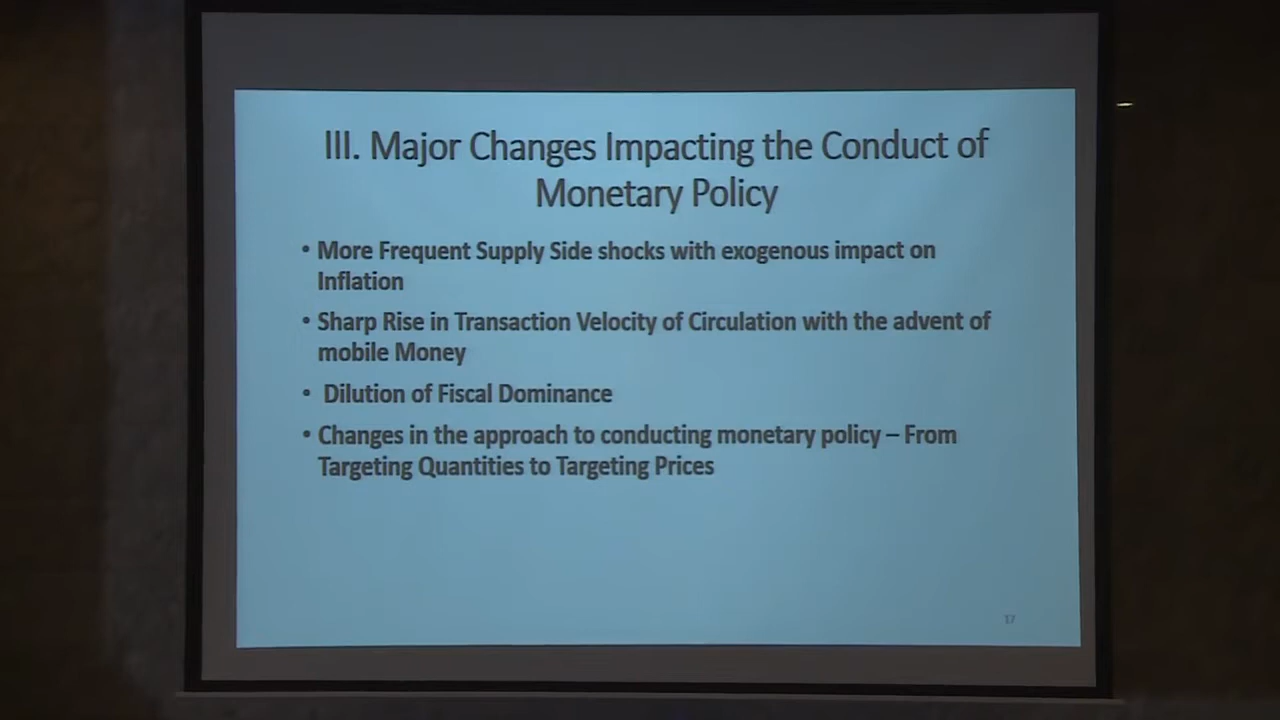 III. Major Changes Impacting the Conduct of
Monetary Policy
• More Frequent Supply Side shocks with exogenous impact on
Inflation
• Sharp Rise in Transaction Velocity of Circulation with the advent of
mobile Money
• Dilution of Fiscal Dominance
• Changes in the approach to conducting monetary policy – From
Targeting Quantities to Targeting Prices
17